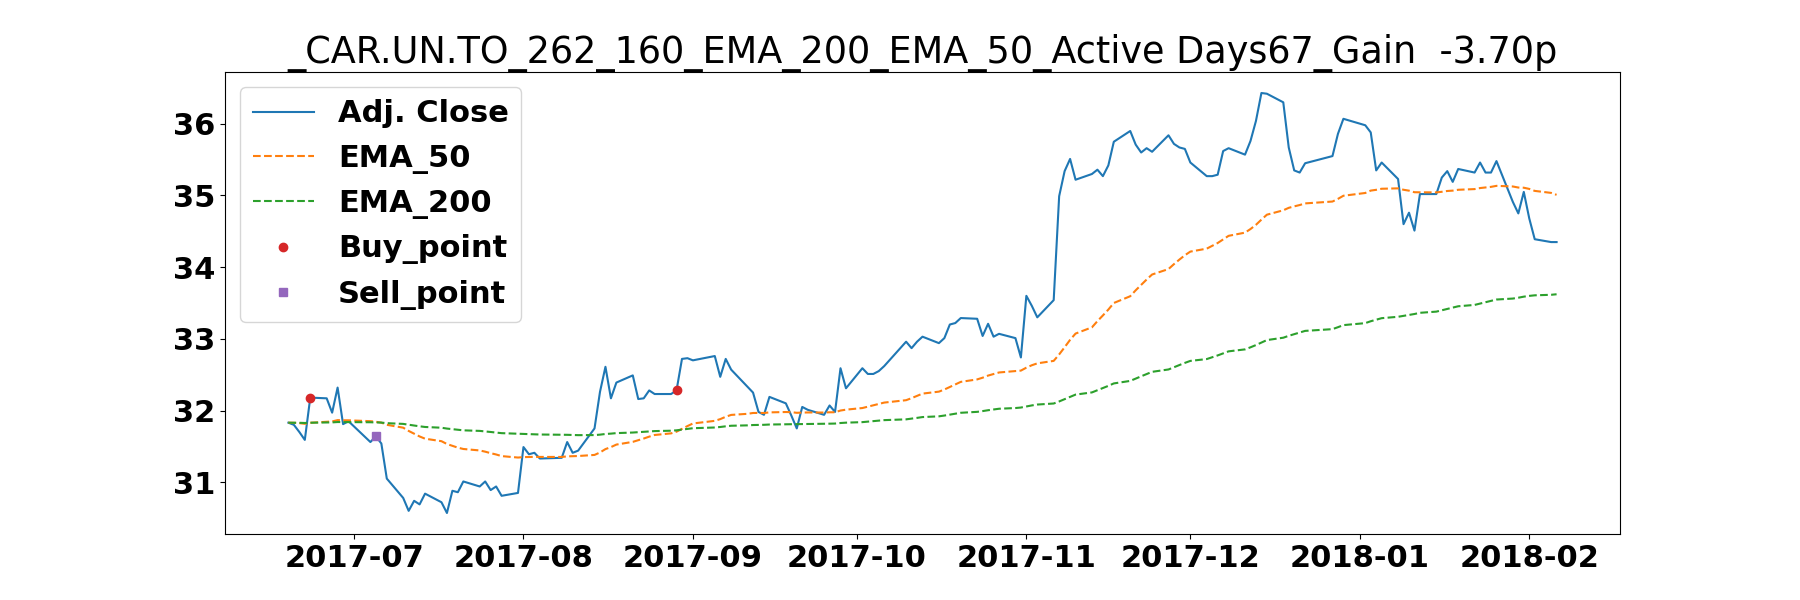 _CAR.UN.TO_262_160_EMA_200_EMA_50_Active Days67_Gain  -3.70p
Adj. Close
EMA_50
EMA_200
Buy_point
Sell_point
36
35
34
33
32
31
2017-07 2017-08 2017-09 2017-10 2017-11 2017-12 2018-01 2018-02